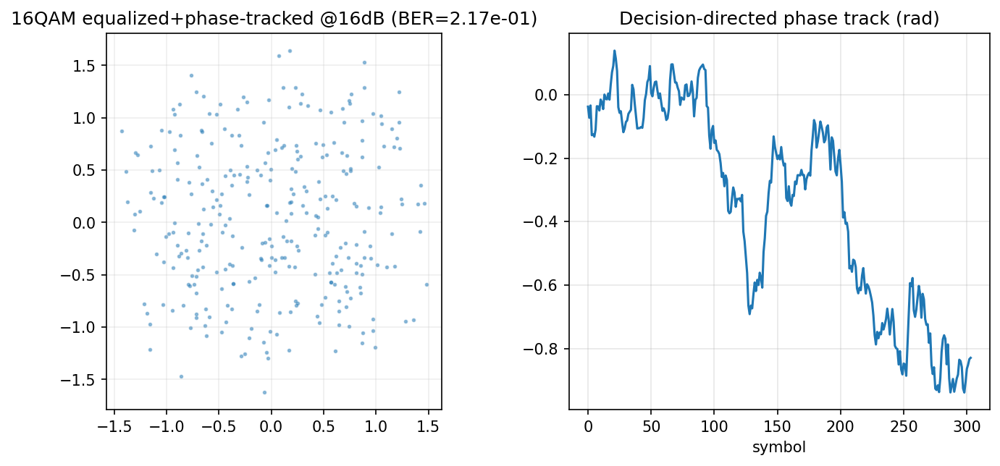 16QAM equalized+phase-tracked @16dB (BER=2.17e-01)
1.5
1.0
0.5
0.0
−0.5
−1.0
−1.5
−1.5 −1.0 −0.5 0.0 0.5 1.0 1.5
Decision-directed phase track (rad)
0.0
−0.2
−0.4
−0.6
−0.8
0 50 100 150 200 250 300
symbol